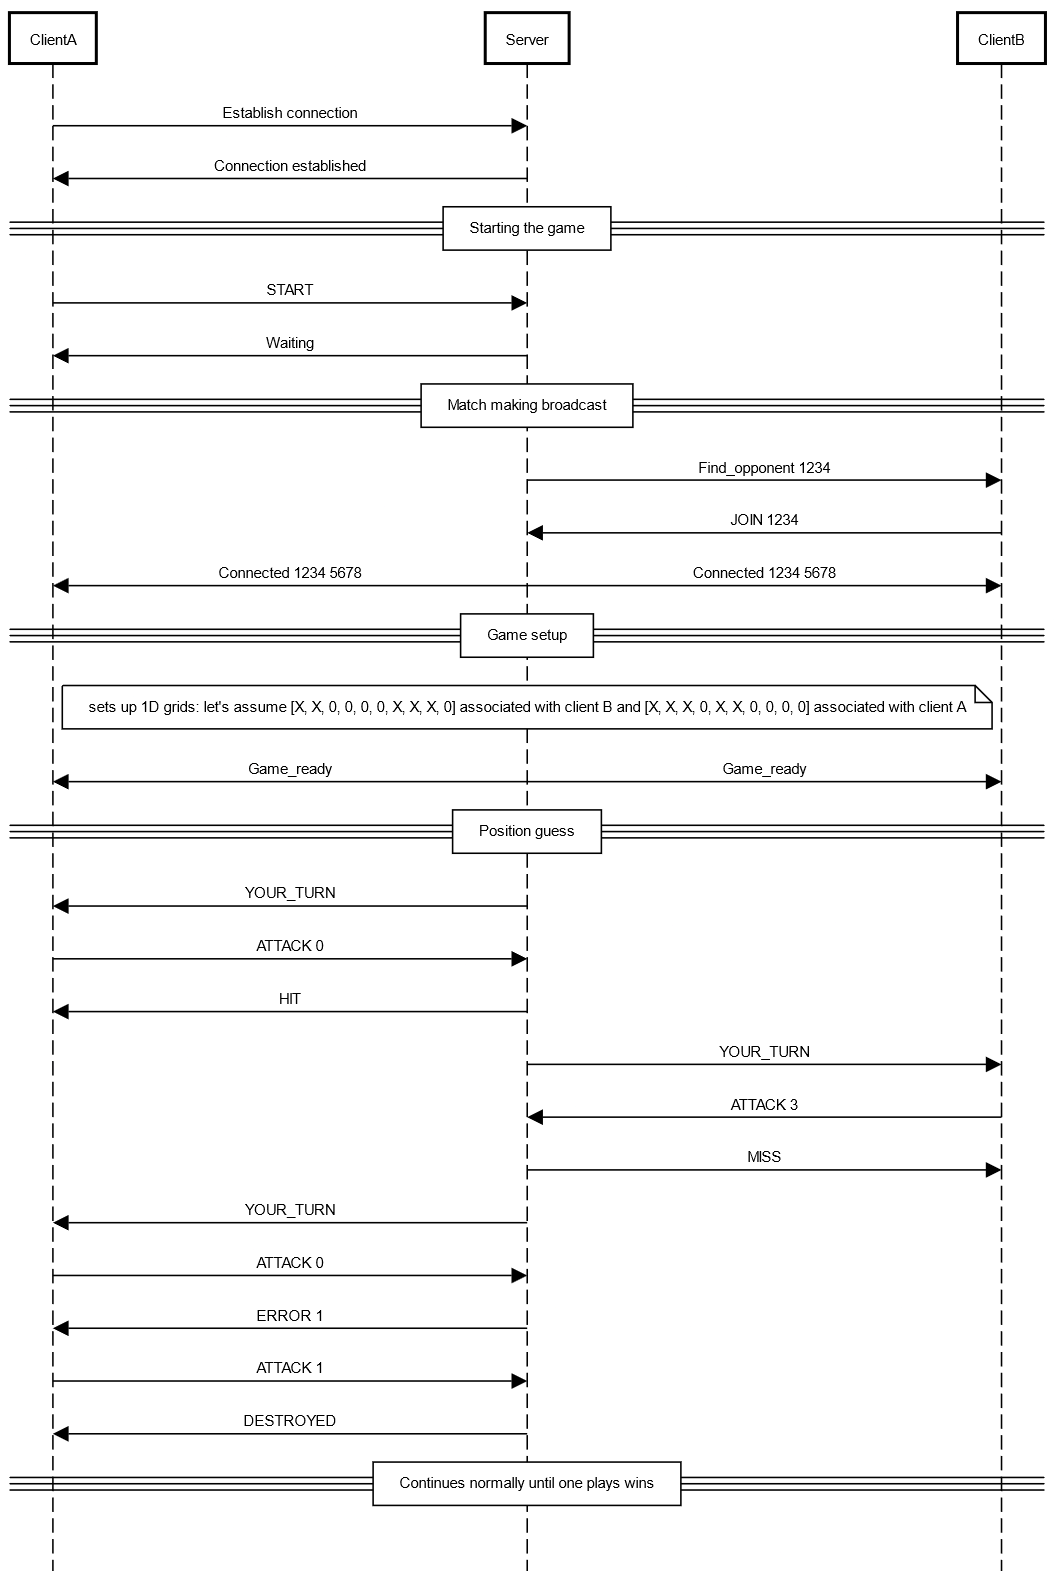 ClientA
Server
ClientB
Establish connection
Connection established
Starting the game
START
Waiting
Match making broadcast
Find_opponent 1234
JOIN 1234
Connected 1234 5678
Connected 1234 5678
Game setup
sets up 1D grids: let's assume [X, X, 0, 0, 0, 0, X, X, X, 0] associated with client B and [X, X, X, 0, X, X, 0, 0, 0, 0] associated with client A
Game_ready
Game_ready
Position guess
YOUR_TURN
ATTACK 0
HIT
YOUR_TURN
ATTACK 3
MISS
YOUR_TURN
ATTACK 0
ERROR 1
ATTACK 1
DESTROYED
Continues normally until one plays wins